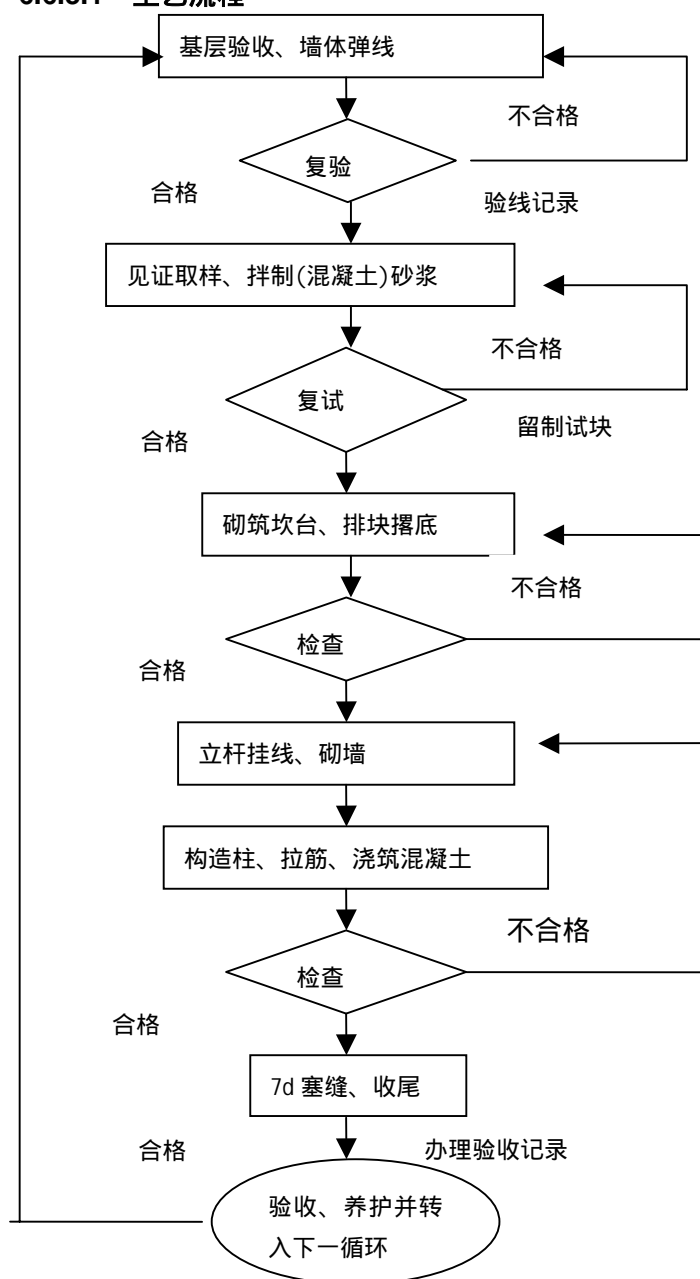 工艺流程
基层验收、墙体弹线
不合格
复验
合格
验线记录
见证取样、拌制(混凝土)砂浆
不合格
复试
留制试块
合格
砌筑坎台、排块撂底
不合格
检查
合格
立杆挂线、砌墙
构造柱、拉筋、浇筑混凝土
不合格
检查
合格
7d 塞缝、收尾
合格
办理验收记录
验收、养护并转
入下一循环